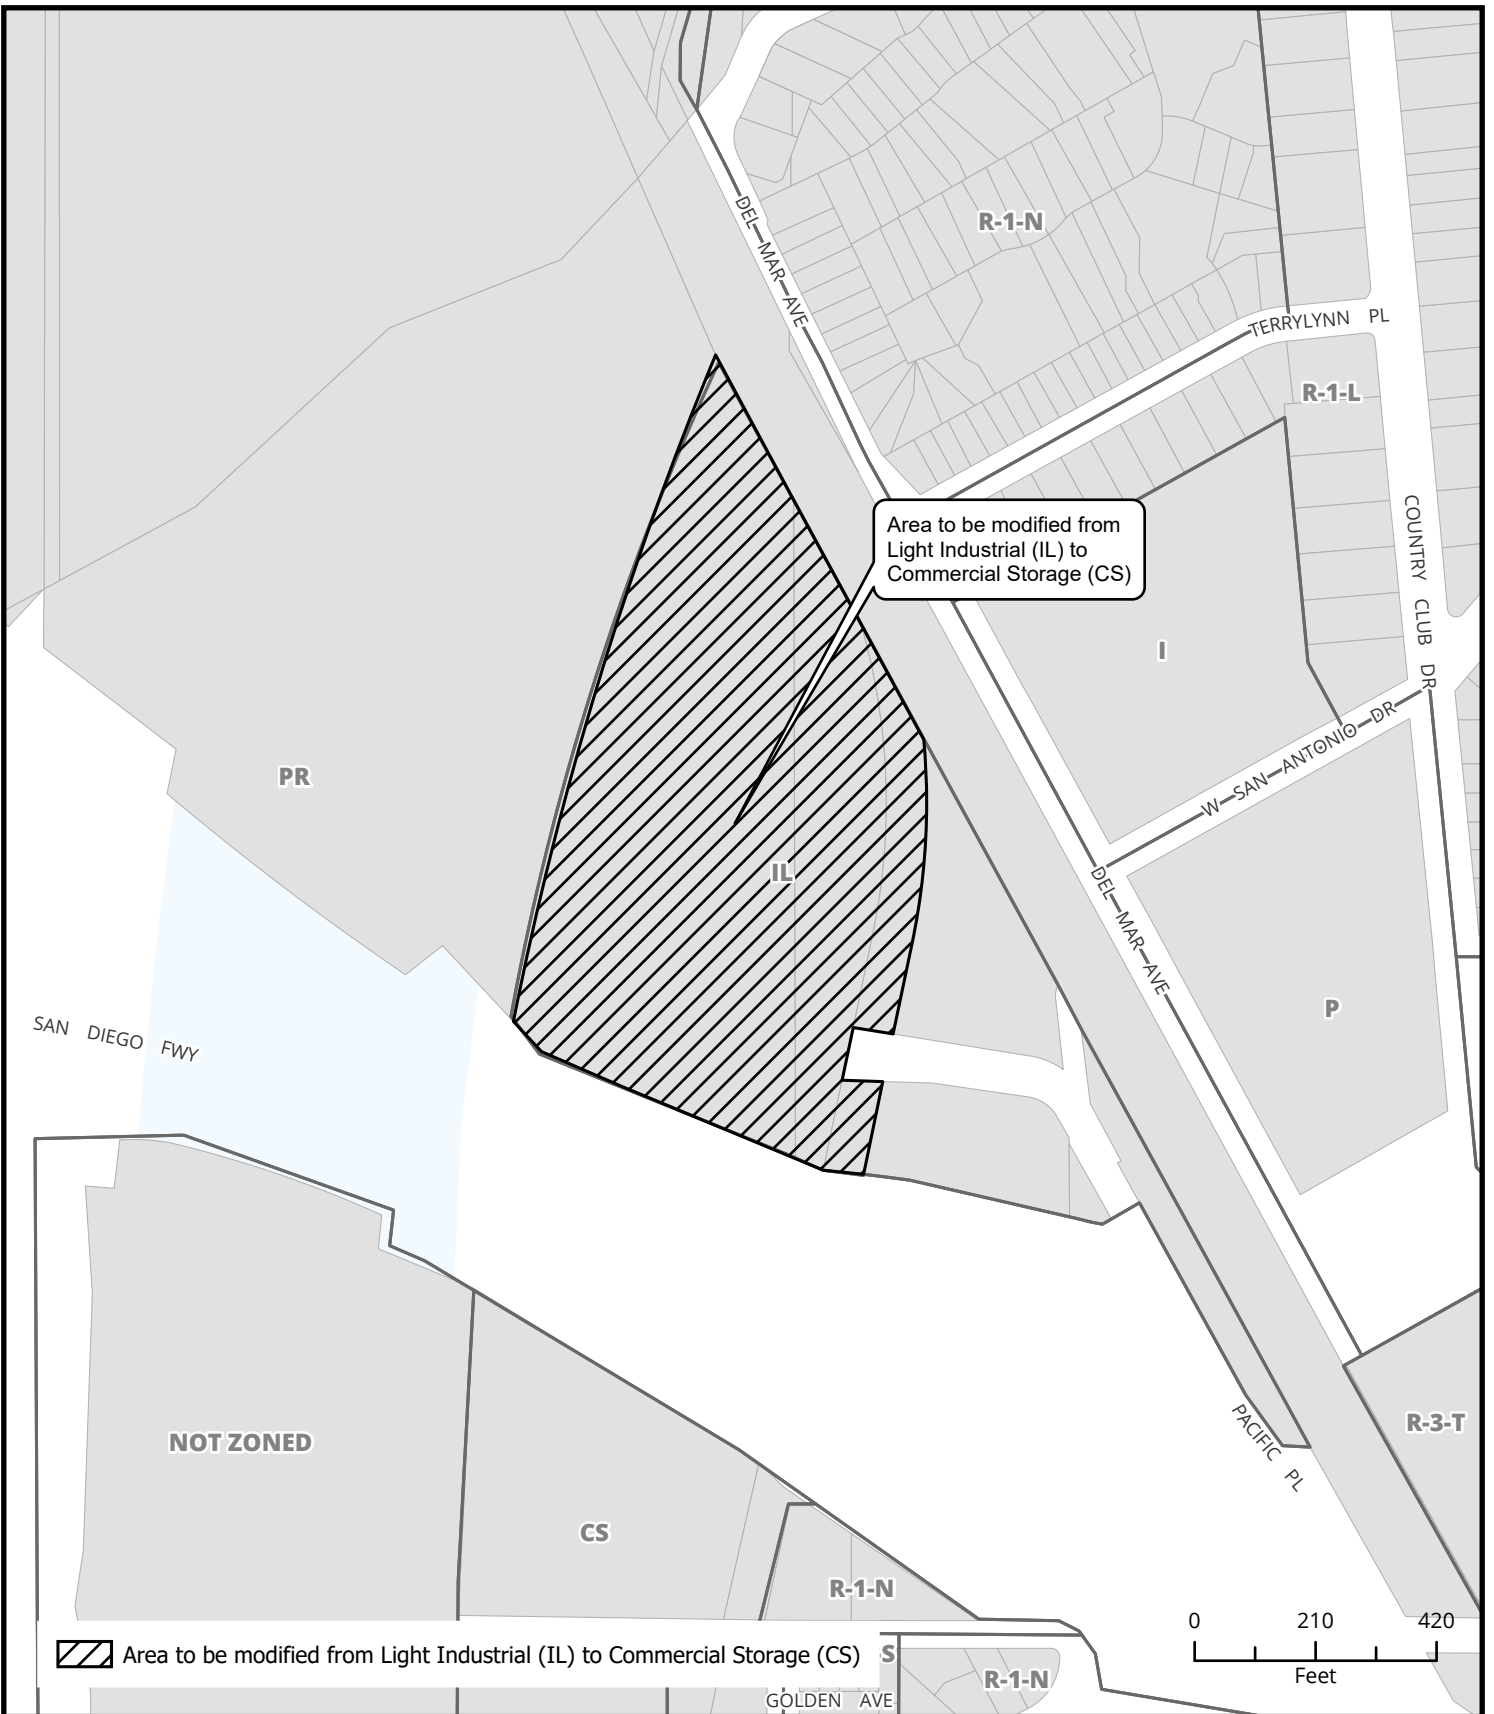 R-1-N
DEL MAR AVE
TERRYLYNN PL
R-1-L
Area to be modified from
Light Industrial (IL) to
Commercial Storage (CS)
COUNTRY CLUB DR
I
W SAN ANTONIO DR
PR
IL
DEL MAR AVE
P
SAN DIEGO FWY
PACIFIC PL
R-3-T
NOT ZONED
CS
R-1-N
0 210 420
Feet
Area to be modified from Light Industrial (IL) to Commercial Storage (CS)
R-1-N
GOLDEN AVE